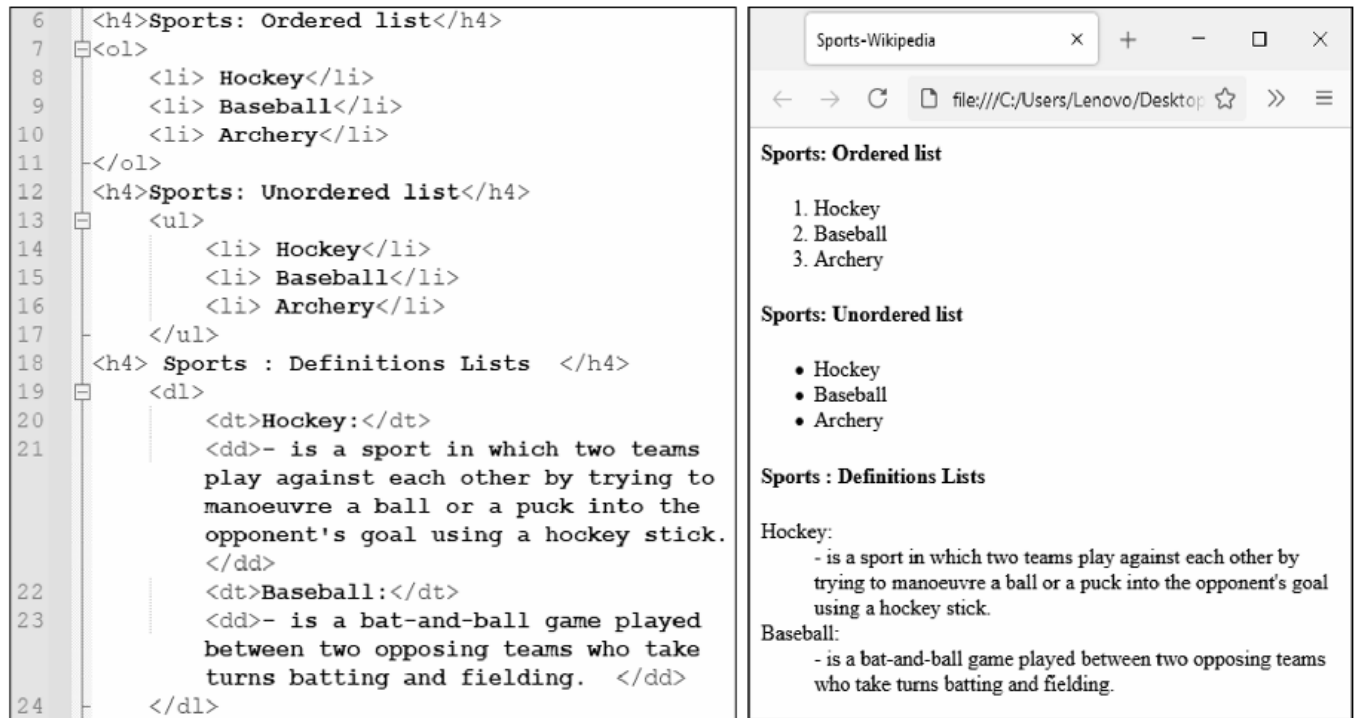 6 <h4>Sports: Ordered list</h4>
7 <ol>
8 <li> Hockey</li>
9 <li> Baseball</li>
10 <li> Archery</li>
11 </ol>
12 <h4>Sports: Unordered list</h4>
13 <ul>
14 <li> Hockey</li>
15 <li> Baseball</li>
16 <li> Archery</li>
17 </ul>
18 <h4> Sports : Definitions Lists  </h4>
19 <dl>
20 <dt>Hockey:</dt>
21 <dd>- is a sport in which two teams
play against each other by trying to
manoeuvre a ball or a puck into the
opponent's goal using a hockey stick.
</dd>
22 <dt>Baseball:</dt>
23 <dd>- is a bat-and-ball game played
between two opposing teams who take
turns batting and fielding.  </dd>
24 </dl>
Sports-Wikipedia
file:///C:/Users/Lenovo/Desktop
Sports: Ordered list
1. Hockey
2. Baseball
3. Archery
Sports: Unordered list
• Hockey
• Baseball
• Archery
Sports : Definitions Lists
Hockey:
- is a sport in which two teams play against each other by
trying to manoeuvre a ball or a puck into the opponent's goal
using a hockey stick.
Baseball:
- is a bat-and-ball game played between two opposing teams
who take turns batting and fielding.